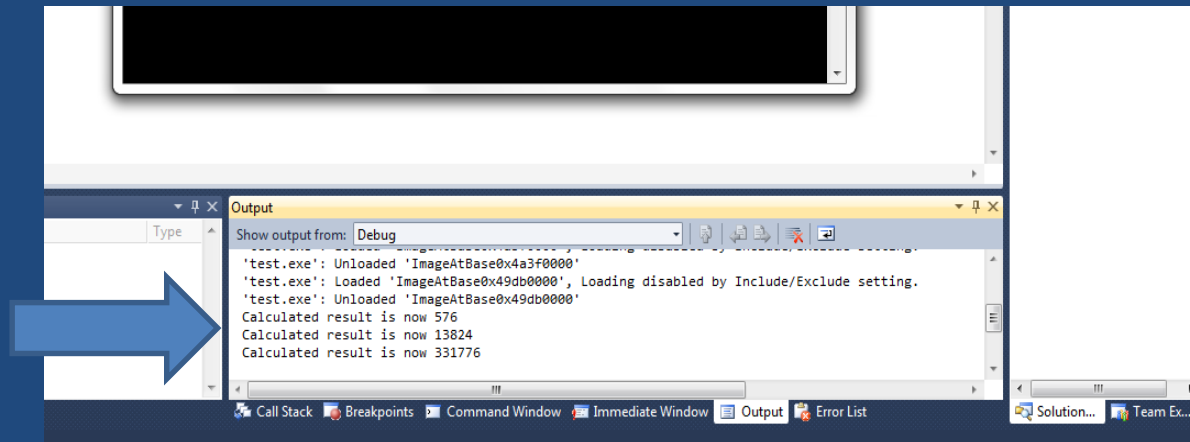 Output
Type
Show output from: Debug
'test.exe': Unloaded 'ImageAtBase0x4a3f0000'
'test.exe': Loaded 'ImageAtBase0x49db0000', Loading disabled by Include/Exclude setting.
'test.exe': Unloaded 'ImageAtBase0x49db0000'
Calculated result is now 576
Calculated result is now 13824
Calculated result is now 331776
Call Stack Breakpoints Command Window Immediate Window Output Error List
Solution... Team Ex...